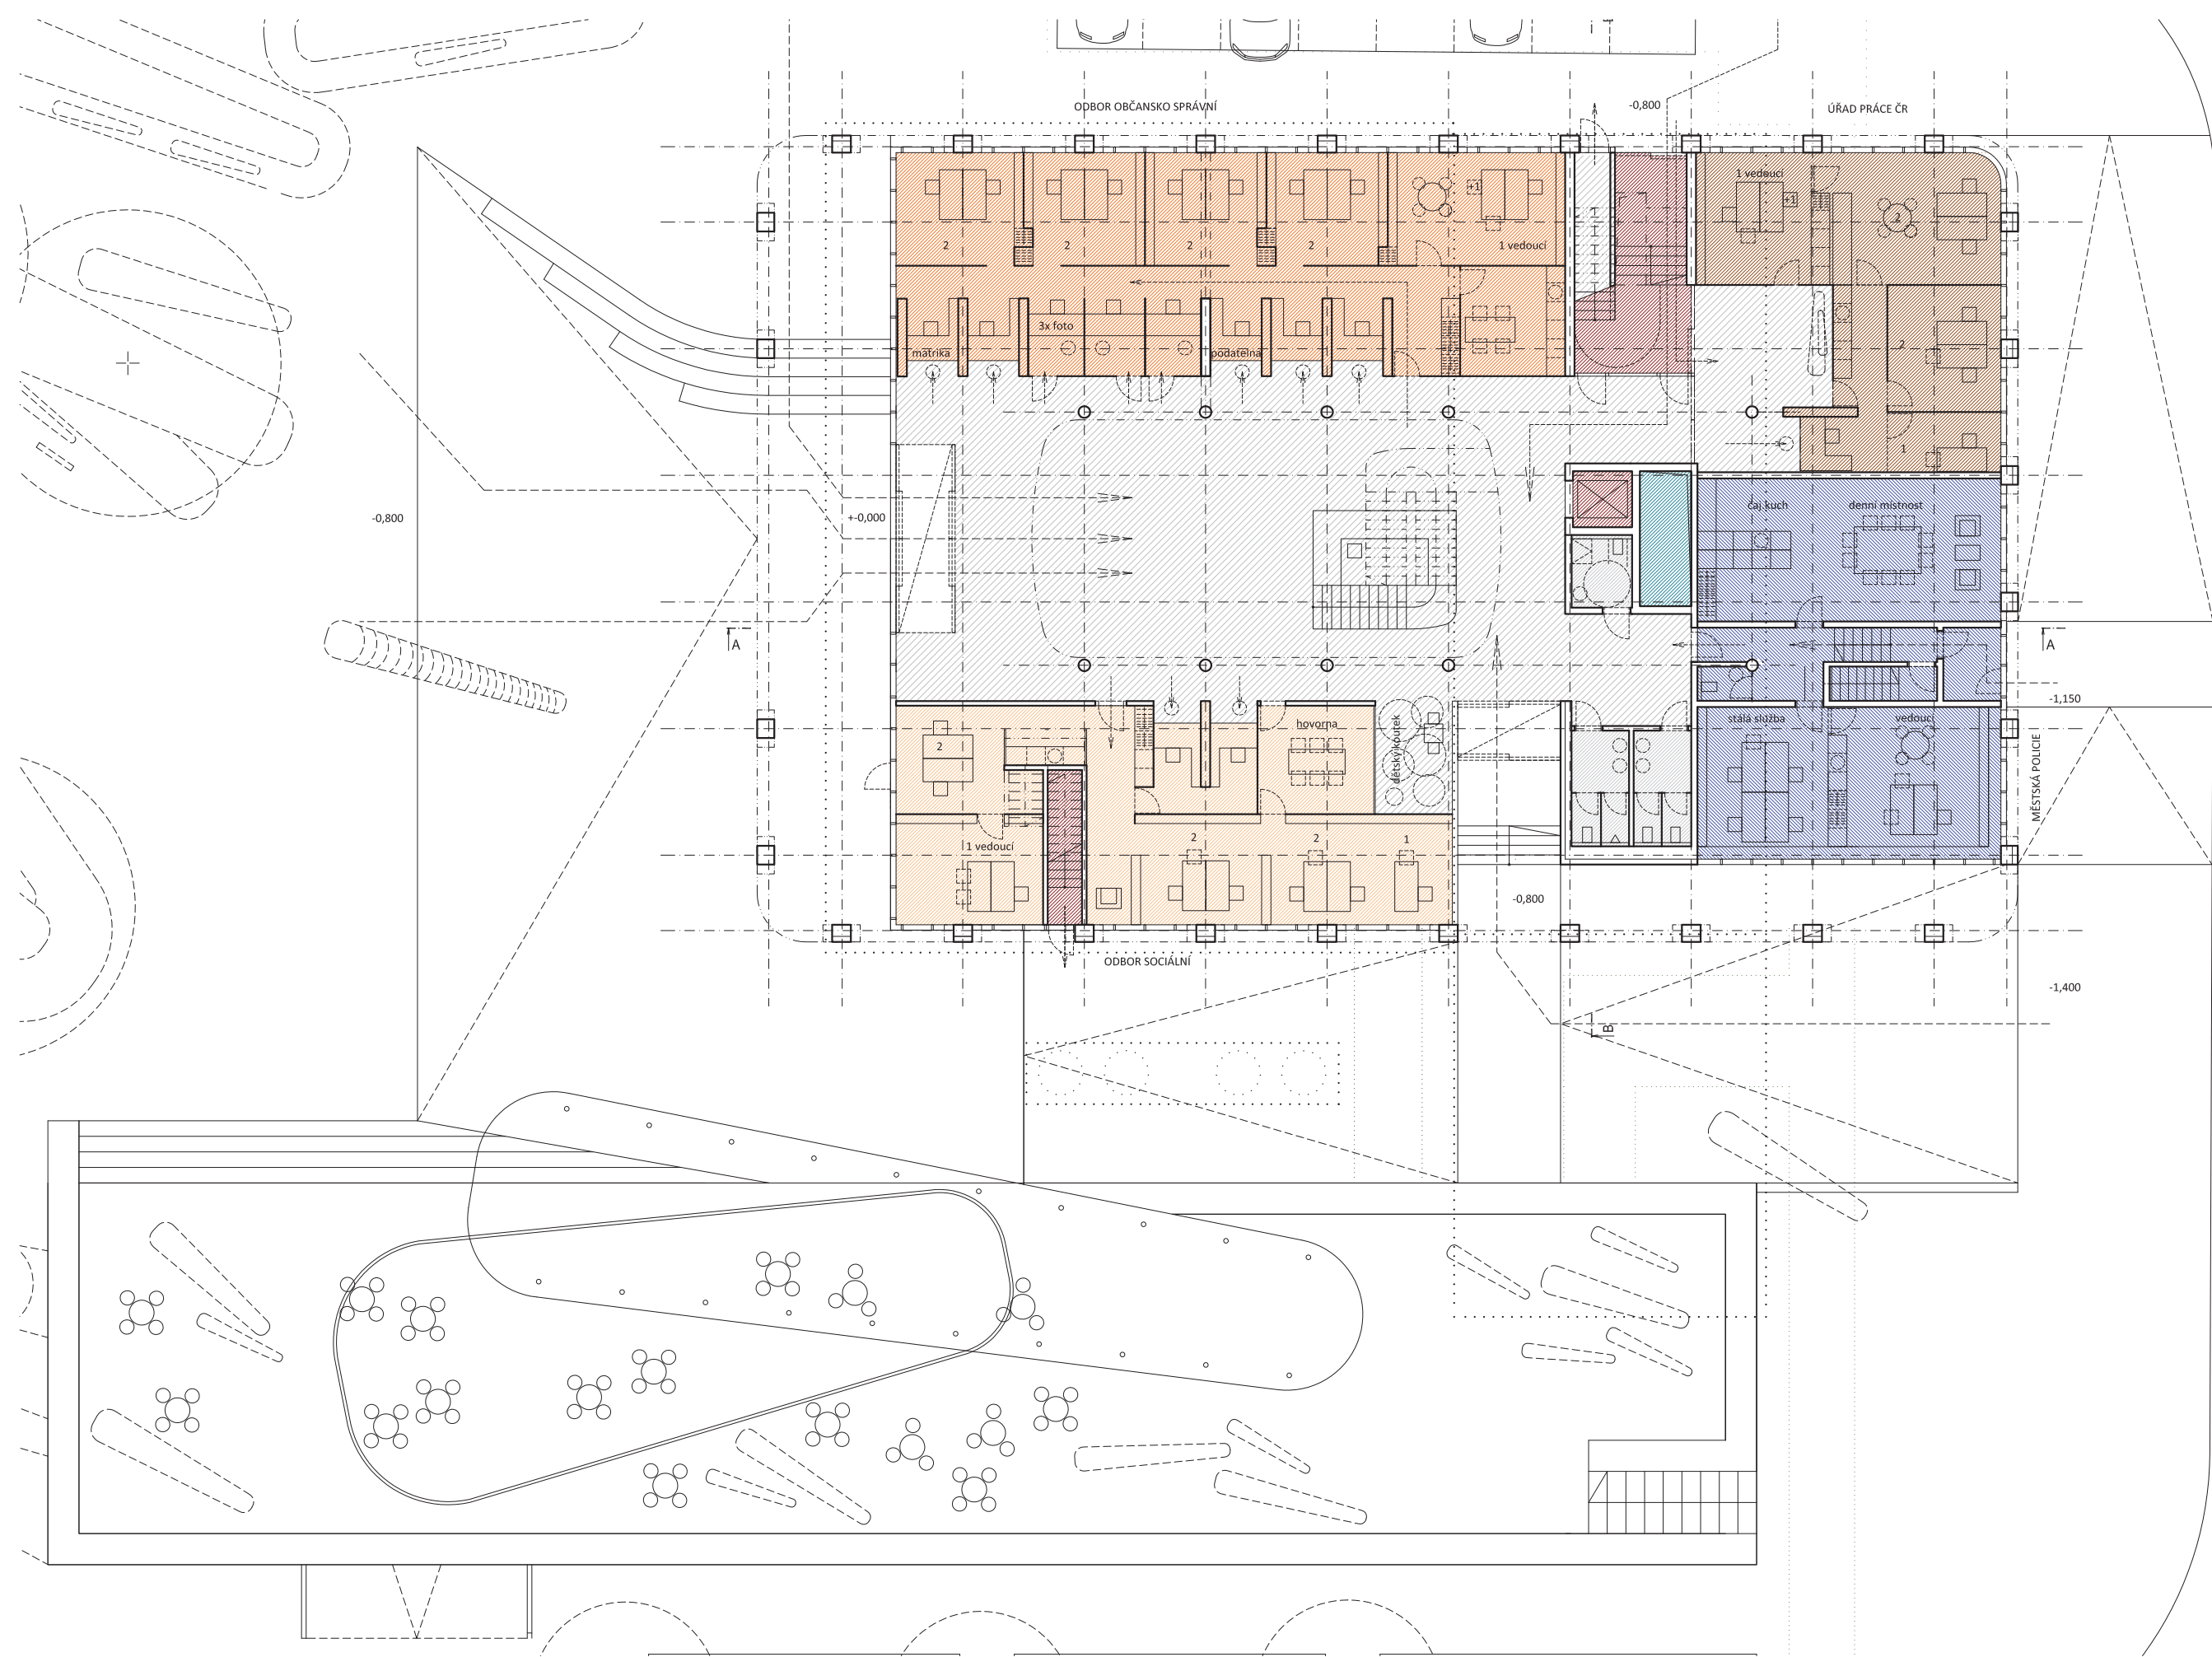 ODBOR OBČANSKO SPRÁVNÍ
-0,800
ÚŘAD PRÁCE ČR
1 vedoucí
+1
+1
2
2
2
2
2
1 vedoucí
3x foto
matrika
podatelna
2
1
-0,800
+-0,000
čaj.kuch
denní místnost
A
A
-1,150
stálá služba
vedoucí
hovorna
dětský koutek
2
MĚSTSKÁ POLICIE
2
2
1
1 vedoucí
-0,800
ODBOR SOCIÁLNÍ
-1,400
B